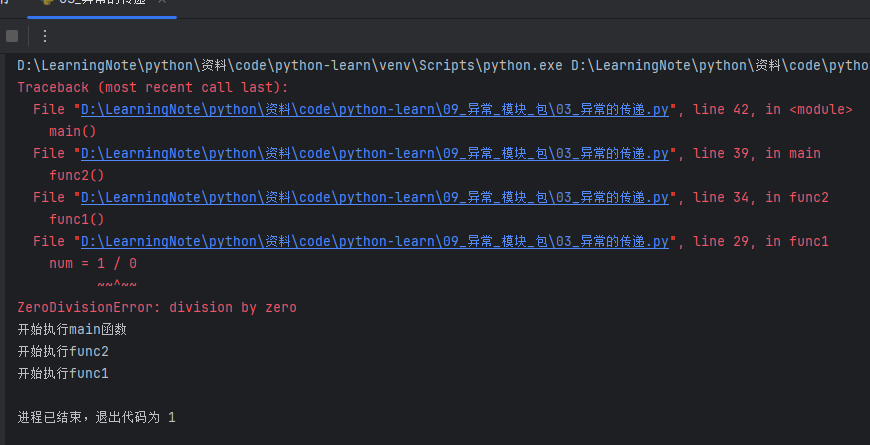 03_异常的传递 ×
D:\LearningNote\python\资料\code\python-learn\venv\Scripts\python.exe D:\LearningNote\python\资料\code\pytho
Traceback (most recent call last):
  File "D:\LearningNote\python\资料\code\python-learn\09_异常_模块_包\03_异常的传递.py", line 42, in <module>
    main()
  File "D:\LearningNote\python\资料\code\python-learn\09_异常_模块_包\03_异常的传递.py", line 39, in main
    func2()
  File "D:\LearningNote\python\资料\code\python-learn\09_异常_模块_包\03_异常的传递.py", line 34, in func2
    func1()
  File "D:\LearningNote\python\资料\code\python-learn\09_异常_模块_包\03_异常的传递.py", line 29, in func1
    num = 1 / 0
          ~~^~~
ZeroDivisionError: division by zero
开始执行main函数
开始执行func2
开始执行func1
进程已结束，退出代码为 1